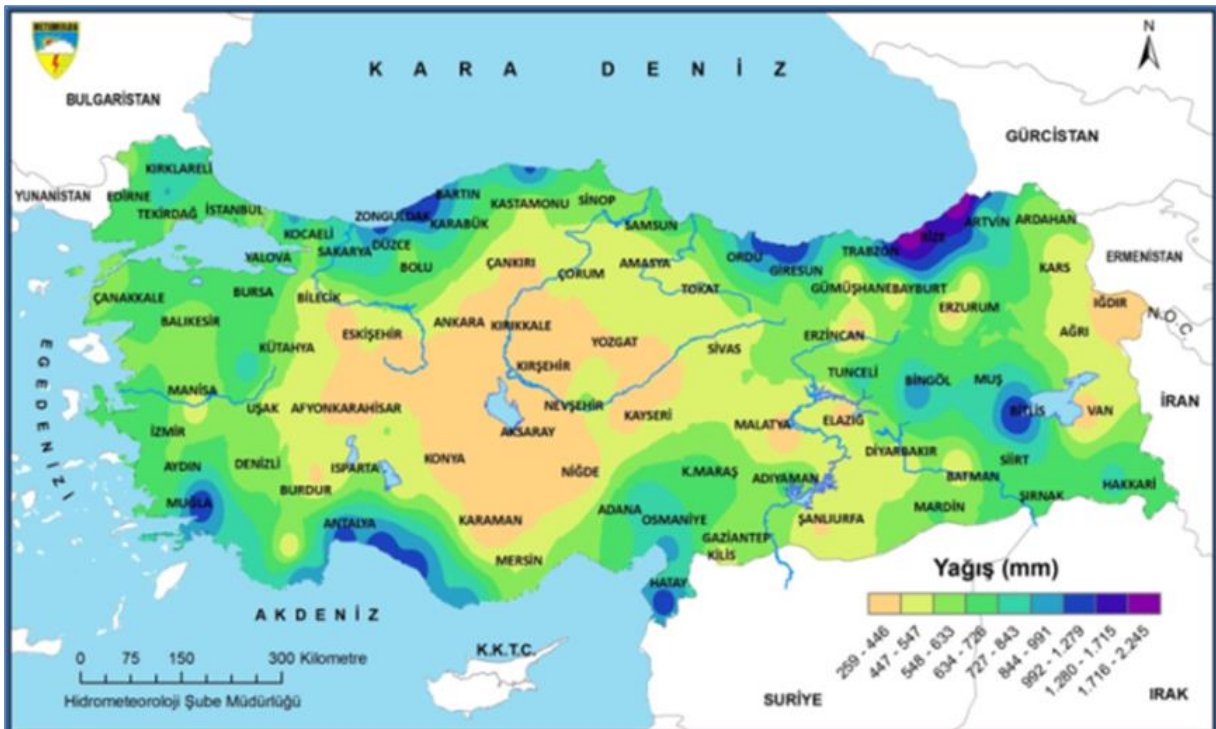 METEOROLOJİ
N
K A R A D E N İ Z
BULGARİSTAN
GÜRCİSTAN
YUNANİSTAN
ERMENİSTAN
KIRKLARELİ
EDİRNE
TEKİRDAĞ
İSTANBUL
KOCAELİ
YALOVA
SAKARYA
DÜZCE
ZONGULDAK
BARTIN
KARABÜK
KASTAMONU
SİNOP
SAMSUN
BOLU
ÇANKIRI
ÇORUM
AMASYA
TOKAT
ORDU
GİRESUN
TRABZON
RİZE
ARTVİN
ARDAHAN
KARS
GÜMÜŞHANE
BAYBURT
ERZURUM
IĞDIR
AĞRI
N.Ö.C.
ÇANAKKALE
BURSA
BİLECİK
BALIKESİR
KÜTAHYA
ESKİŞEHİR
ANKARA
KIRIKKALE
YOZGAT
SİVAS
ERZİNCAN
TUNCELİ
BİNGÖL
MUŞ
BİTLİS
VAN
İRAN
E G E D E N İ Z İ
MANİSA
UŞAK
AFYONKARAHİSAR
KIRŞEHİR
NEVŞEHİR
KAYSERİ
AKSARAY
MALATYA
ELAZIĞ
DİYARBAKIR
SİİRT
BATMAN
İZMİR
AYDIN
DENİZLİ
ISPARTA
BURDUR
KONYA
NİĞDE
K.MARAŞ
ADIYAMAN
HAKKARİ
ŞIRNAK
MARDİN
MUĞLA
ANTALYA
KARAMAN
MERSİN
ADANA
OSMANİYE
GAZİANTEP
KİLİS
ŞANLIURFA
HATAY
A K D E N İ Z
K.K.T.C.
SURİYE
IRAK
0 75 150 300 Kilometre
Hidrometeoroloji Şube Müdürlüğü
Yağış (mm)
259 - 446
447 - 547
548 - 633
634 - 726
727 - 843
844 - 991
992 - 1.279
1.280 - 1.715
1.716 - 2.245